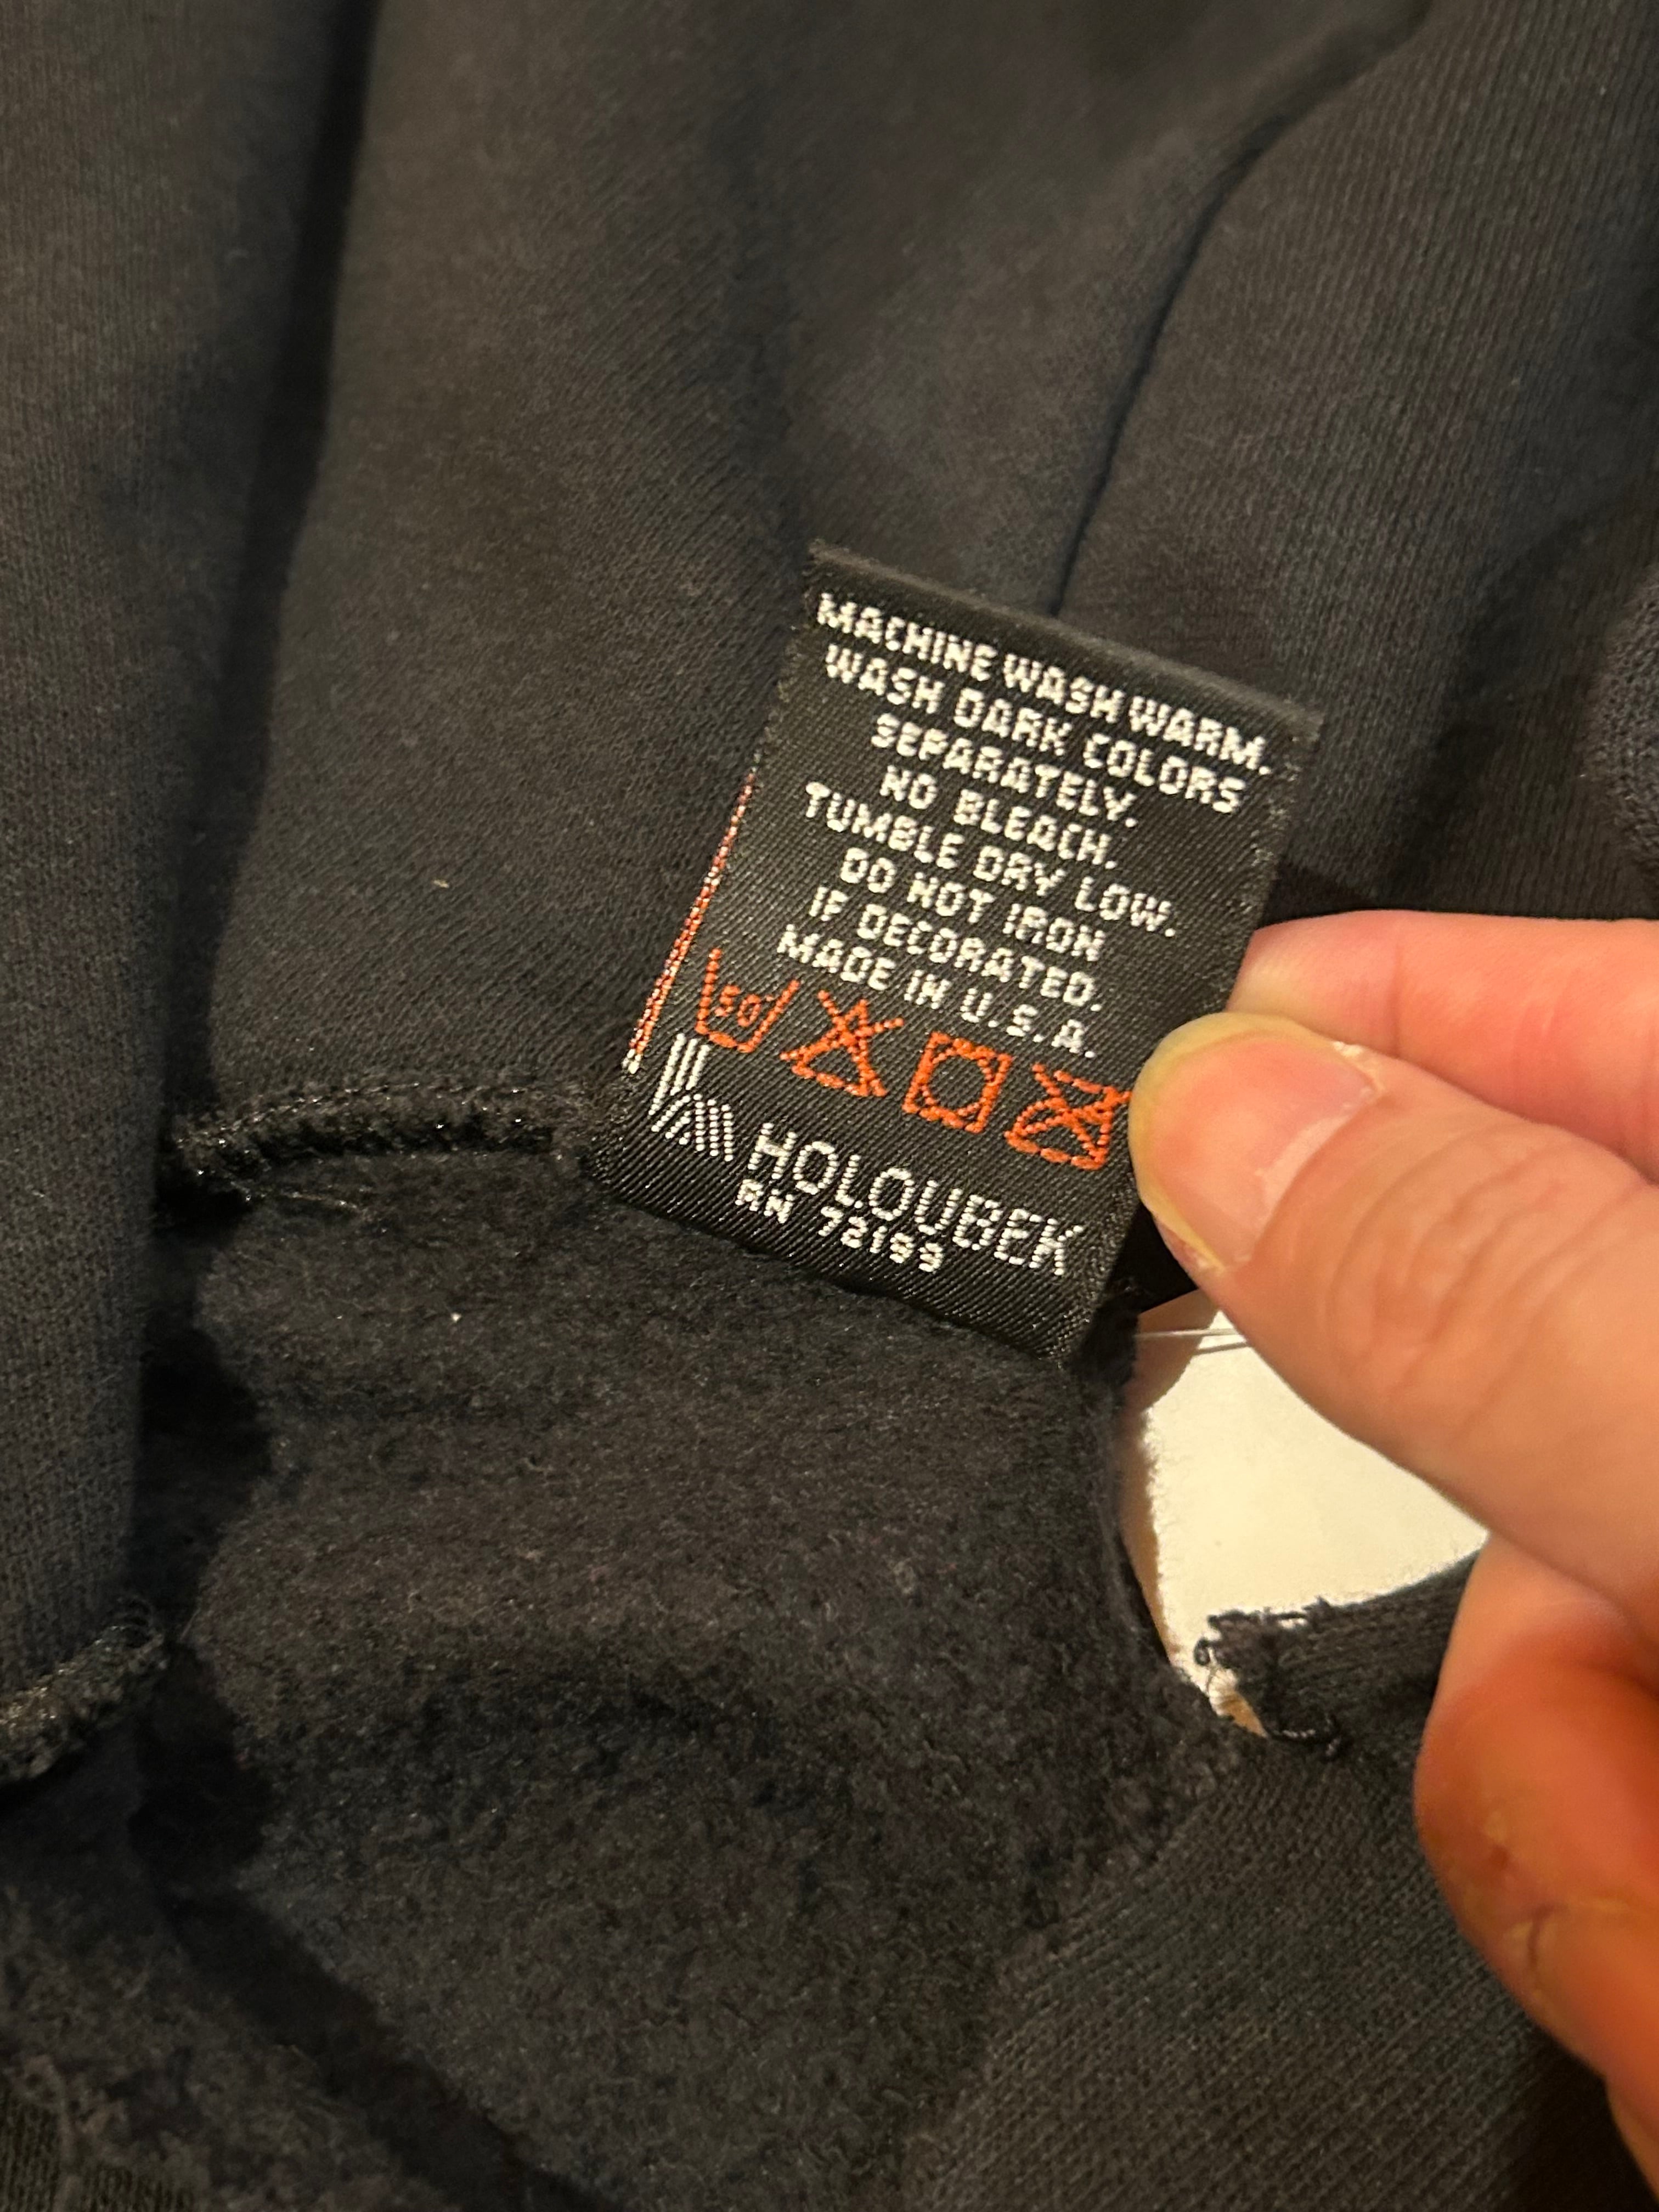 MACHINE WASH WARM.
WASH DARK COLORS
SEPARATELY.
NO BLEACH.
TUMBLE DRY LOW.
DO NOT IRON
IF DECORATED.
MADE IN U.S.A.
50°
HOLOUBEK
RN 72199